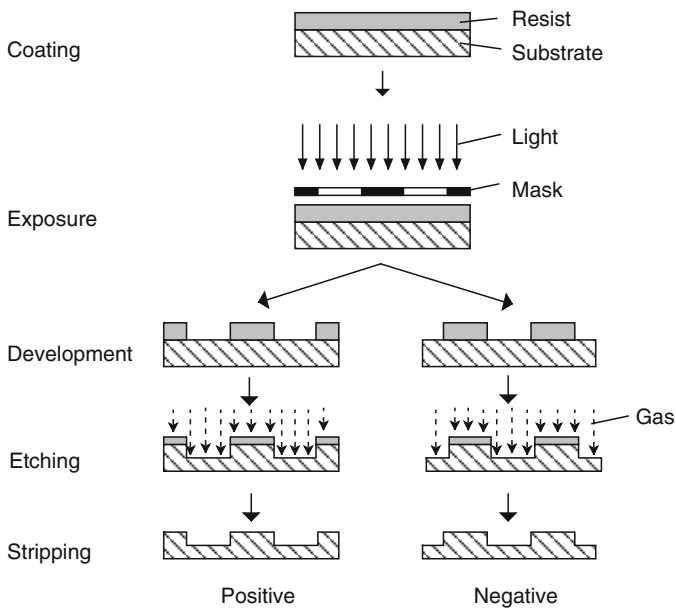 Resist
Coating
Substrate
Light
Mask
Exposure
Development
Gas
Etching
Stripping
Positive
Negative